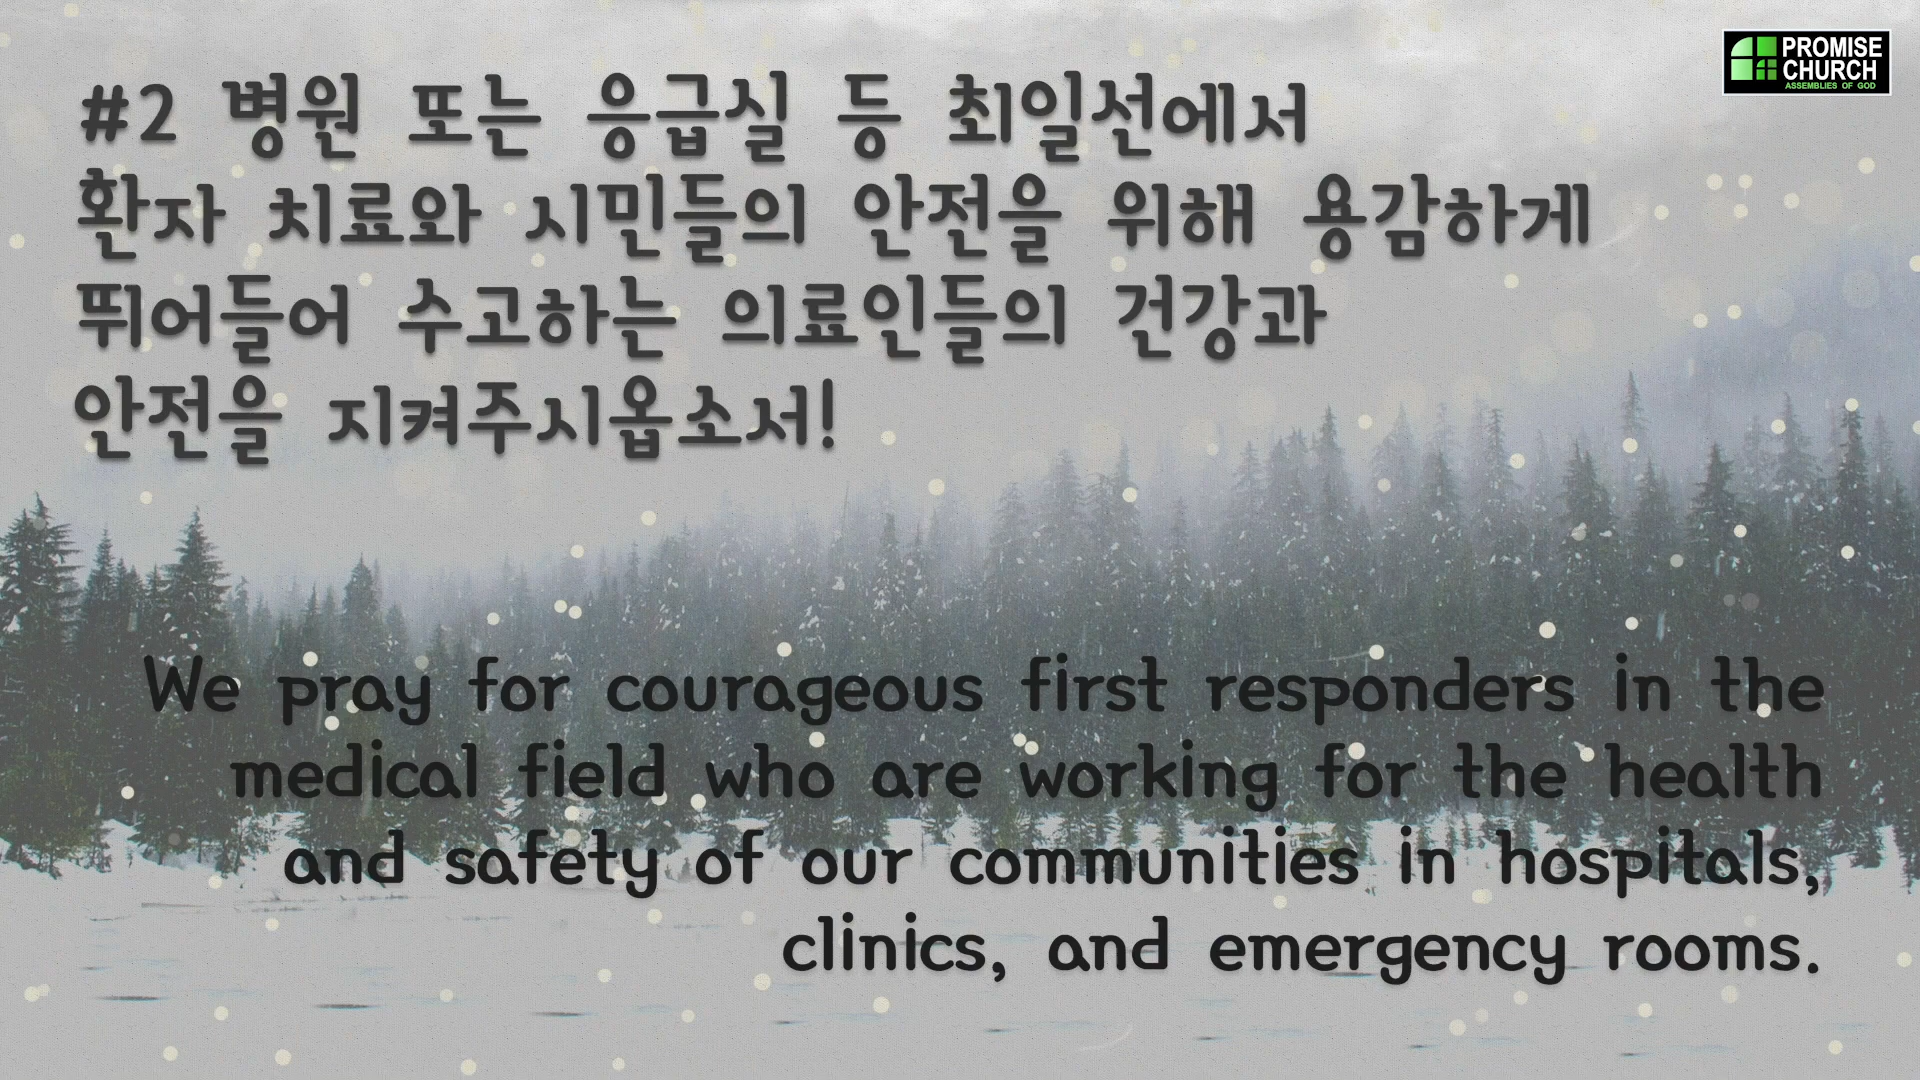 PROMISE
CHURCH
ASSEMBLIES OF GOD
#2 병원 또는 응급실 등 최일선에서
환자 치료와 시민들의 안전을 위해 용감하게
뛰어들어 수고하는 의료인들의 건강과
안전을 지켜주시옵소서!
We pray for courageous first responders in the
medical field who are working for the health
and safety of our communities in hospitals,
clinics, and emergency rooms.